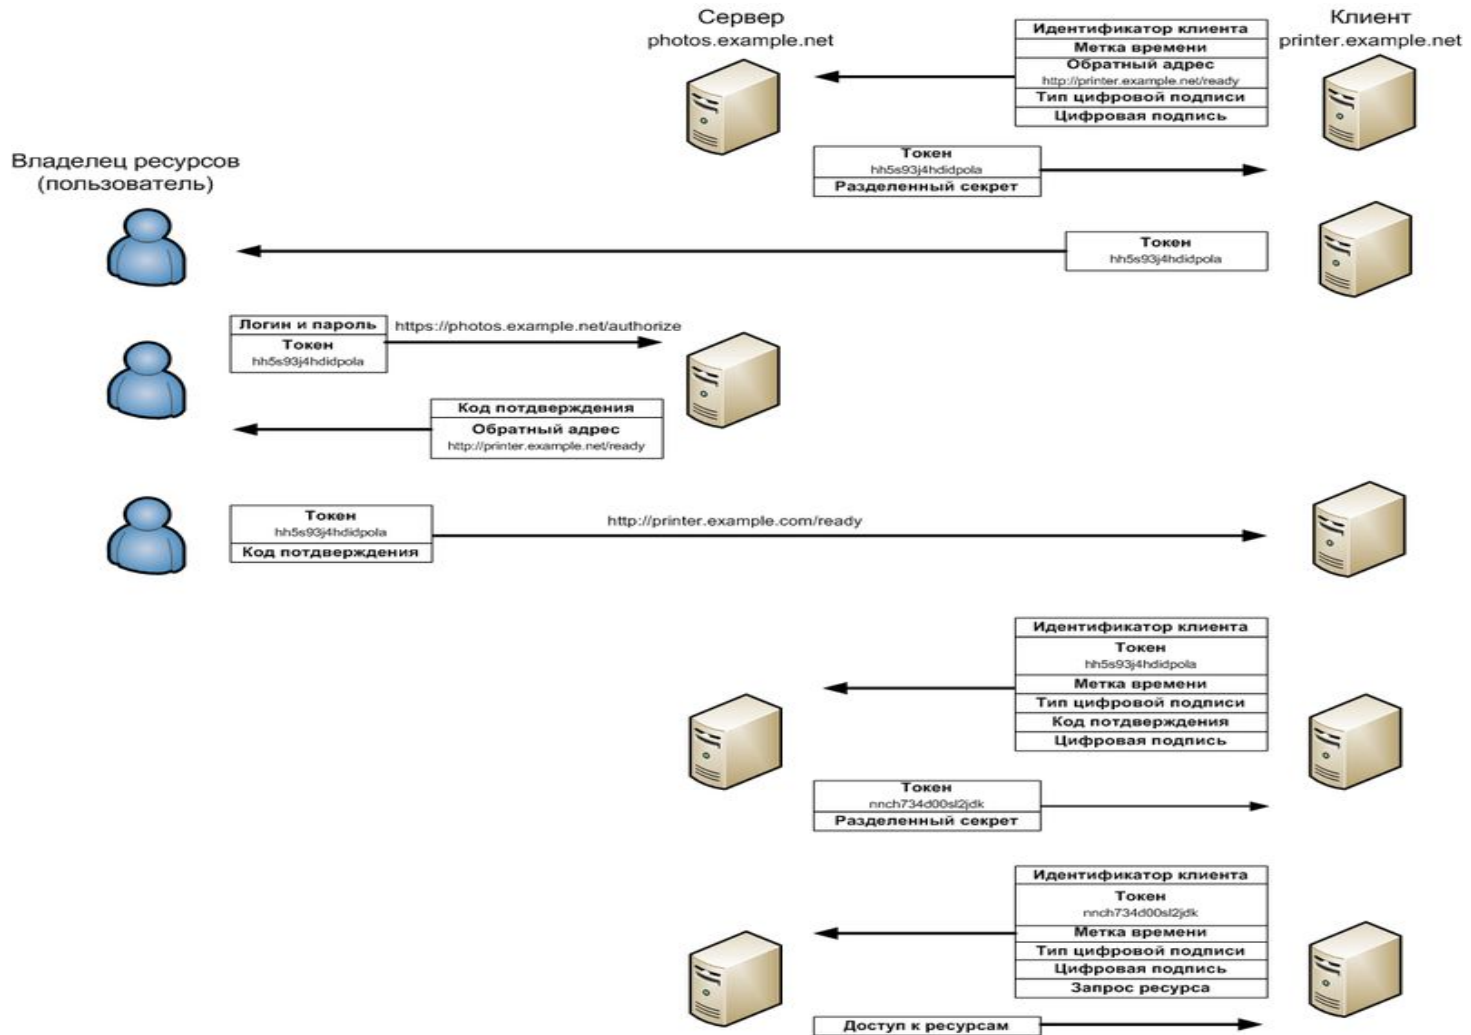 Сервер
photos.example.net
Клиент
printer.example.net
Идентификатор клиента
Метка времени
Обратный адрес
http://printer.example.net/ready
Тип цифровой подписи
Цифровая подпись
Токен
hh5s93j4hdidpola
Разделенный секрет
Владелец ресурсов
(пользователь)
Токен
hh5s93j4hdidpola
Логин и пароль
https://photos.example.net/authorize
Токен
hh5s93j4hdidpola
Код потдверждения
Обратный адрес
http://printer.example.net/ready
Токен
hh5s93j4hdidpola
Код потдверждения
http://printer.example.com/ready
Идентификатор клиента
Токен
hh5s93j4hdidpola
Метка времени
Тип цифровой подписи
Код потдверждения
Цифровая подпись
Токен
nnch734d00sl2jdk
Разделенный секрет
Идентификатор клиента
Токен
nnch734d00sl2jdk
Метка времени
Тип цифровой подписи
Цифровая подпись
Запрос ресурса
Доступ к ресурсам